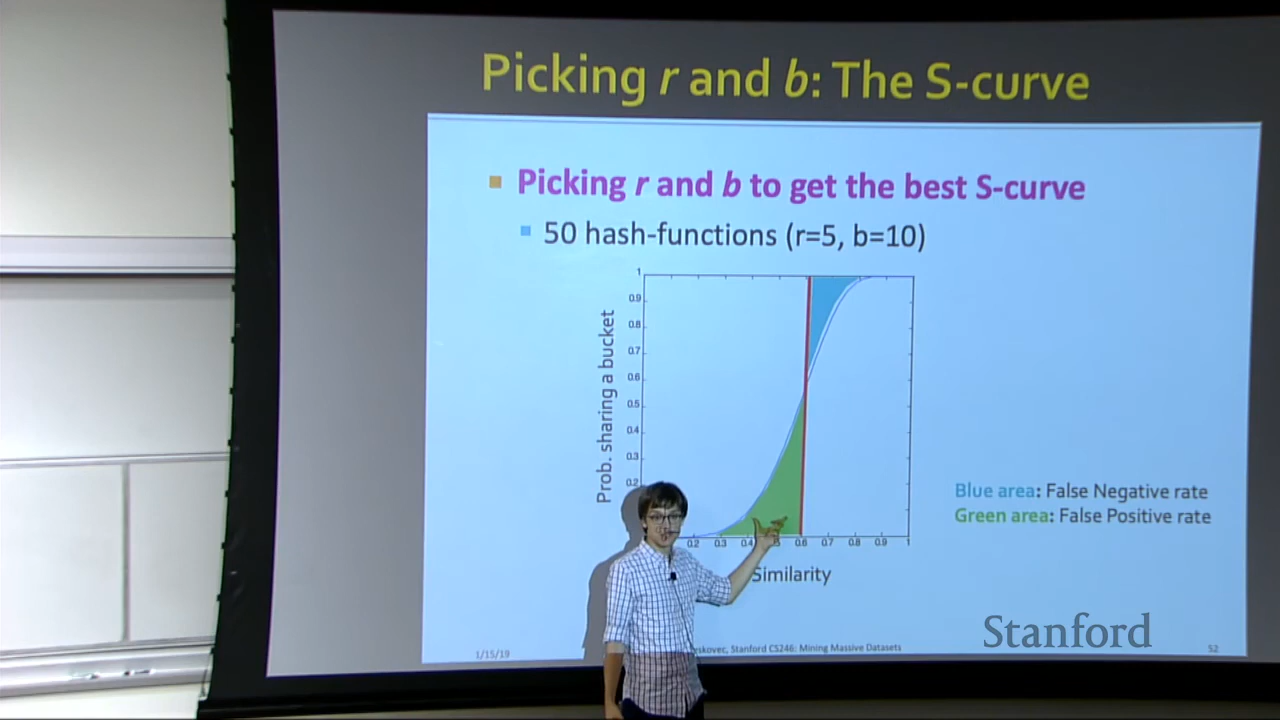 Picking r and b: The S-curve
Picking r and b to get the best S-curve
50 hash-functions (r=5, b=10)
Prob. sharing a bucket
1
0.9
0.8
0.7
0.6
0.5
0.4
0.3
0.2
0.2 0.3 0.4 0.6 0.7 0.8 0.9 1
Similarity
Blue area: False Negative rate
Green area: False Positive rate
Stanford
1/15/19
eskovec, Stanford CS246: Mining Massive Datasets
52